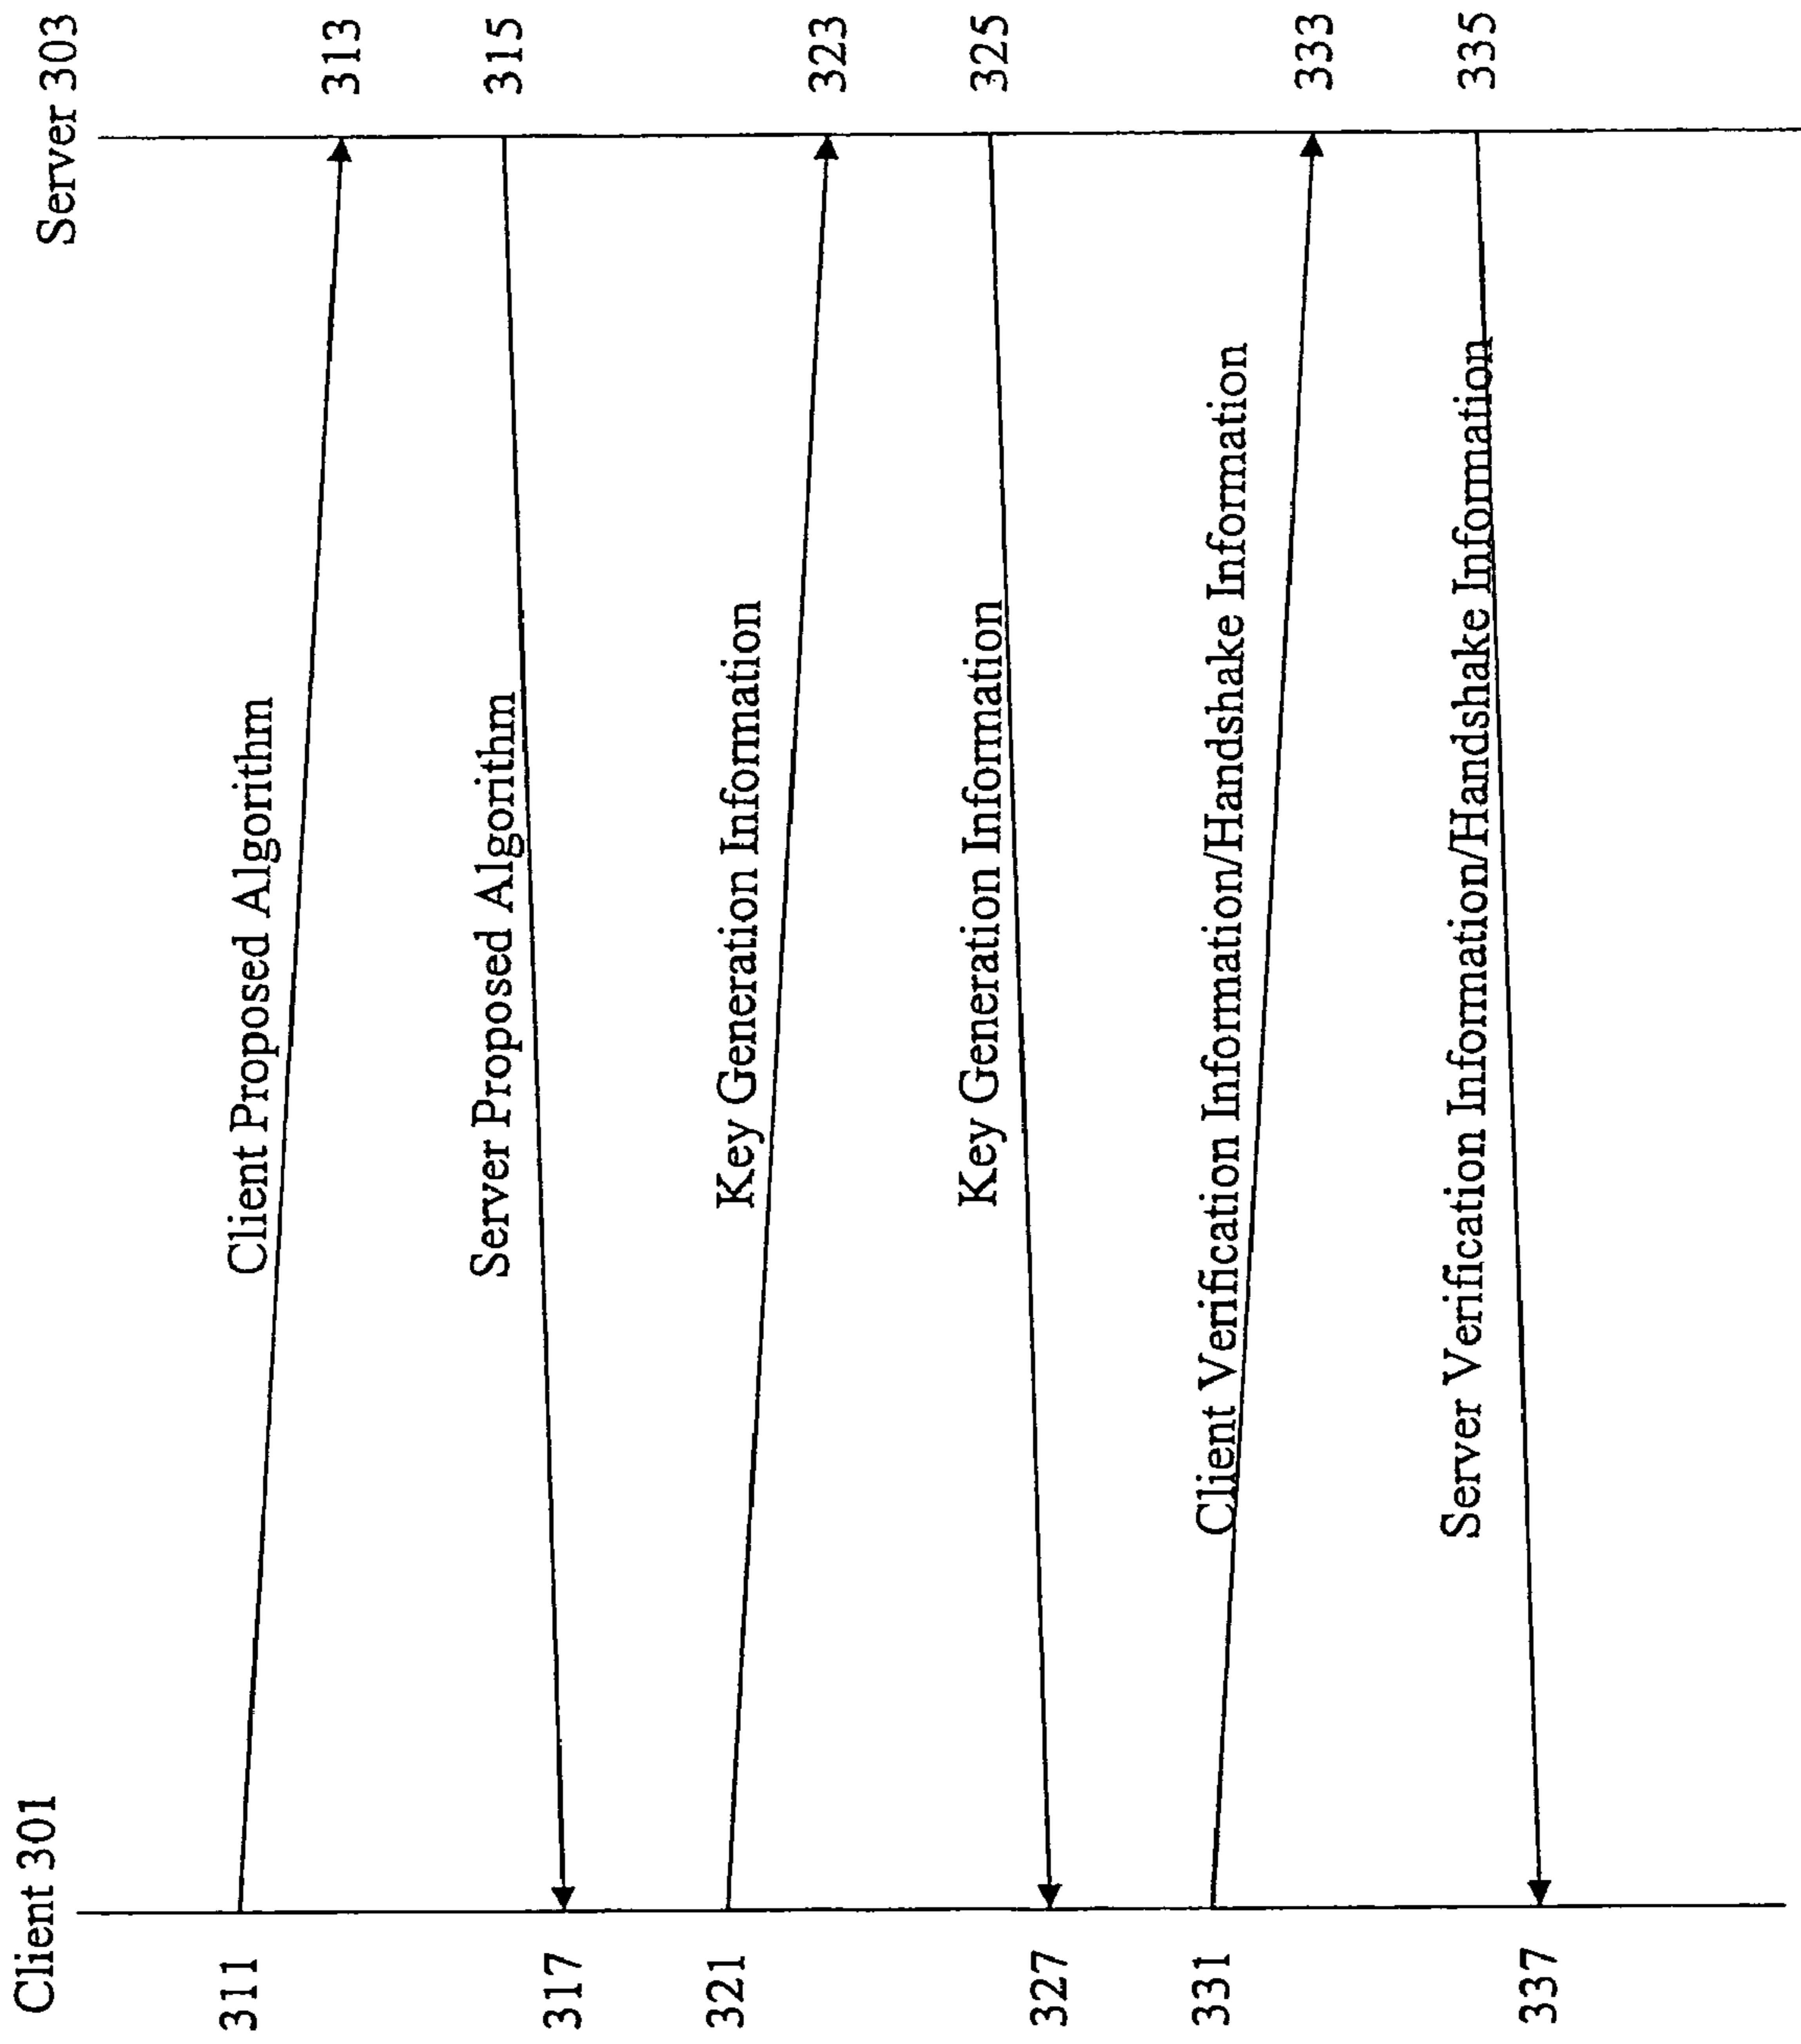 Client 301
Server 303
311
Client Proposed Algorithm
313
315
Server Proposed Algorithm
317
321
Key Generation Information
323
325
Key Generation Information
327
331
Client Verification Information/Handshake Information
333
335
Server Verification Information/Handshake Information
337